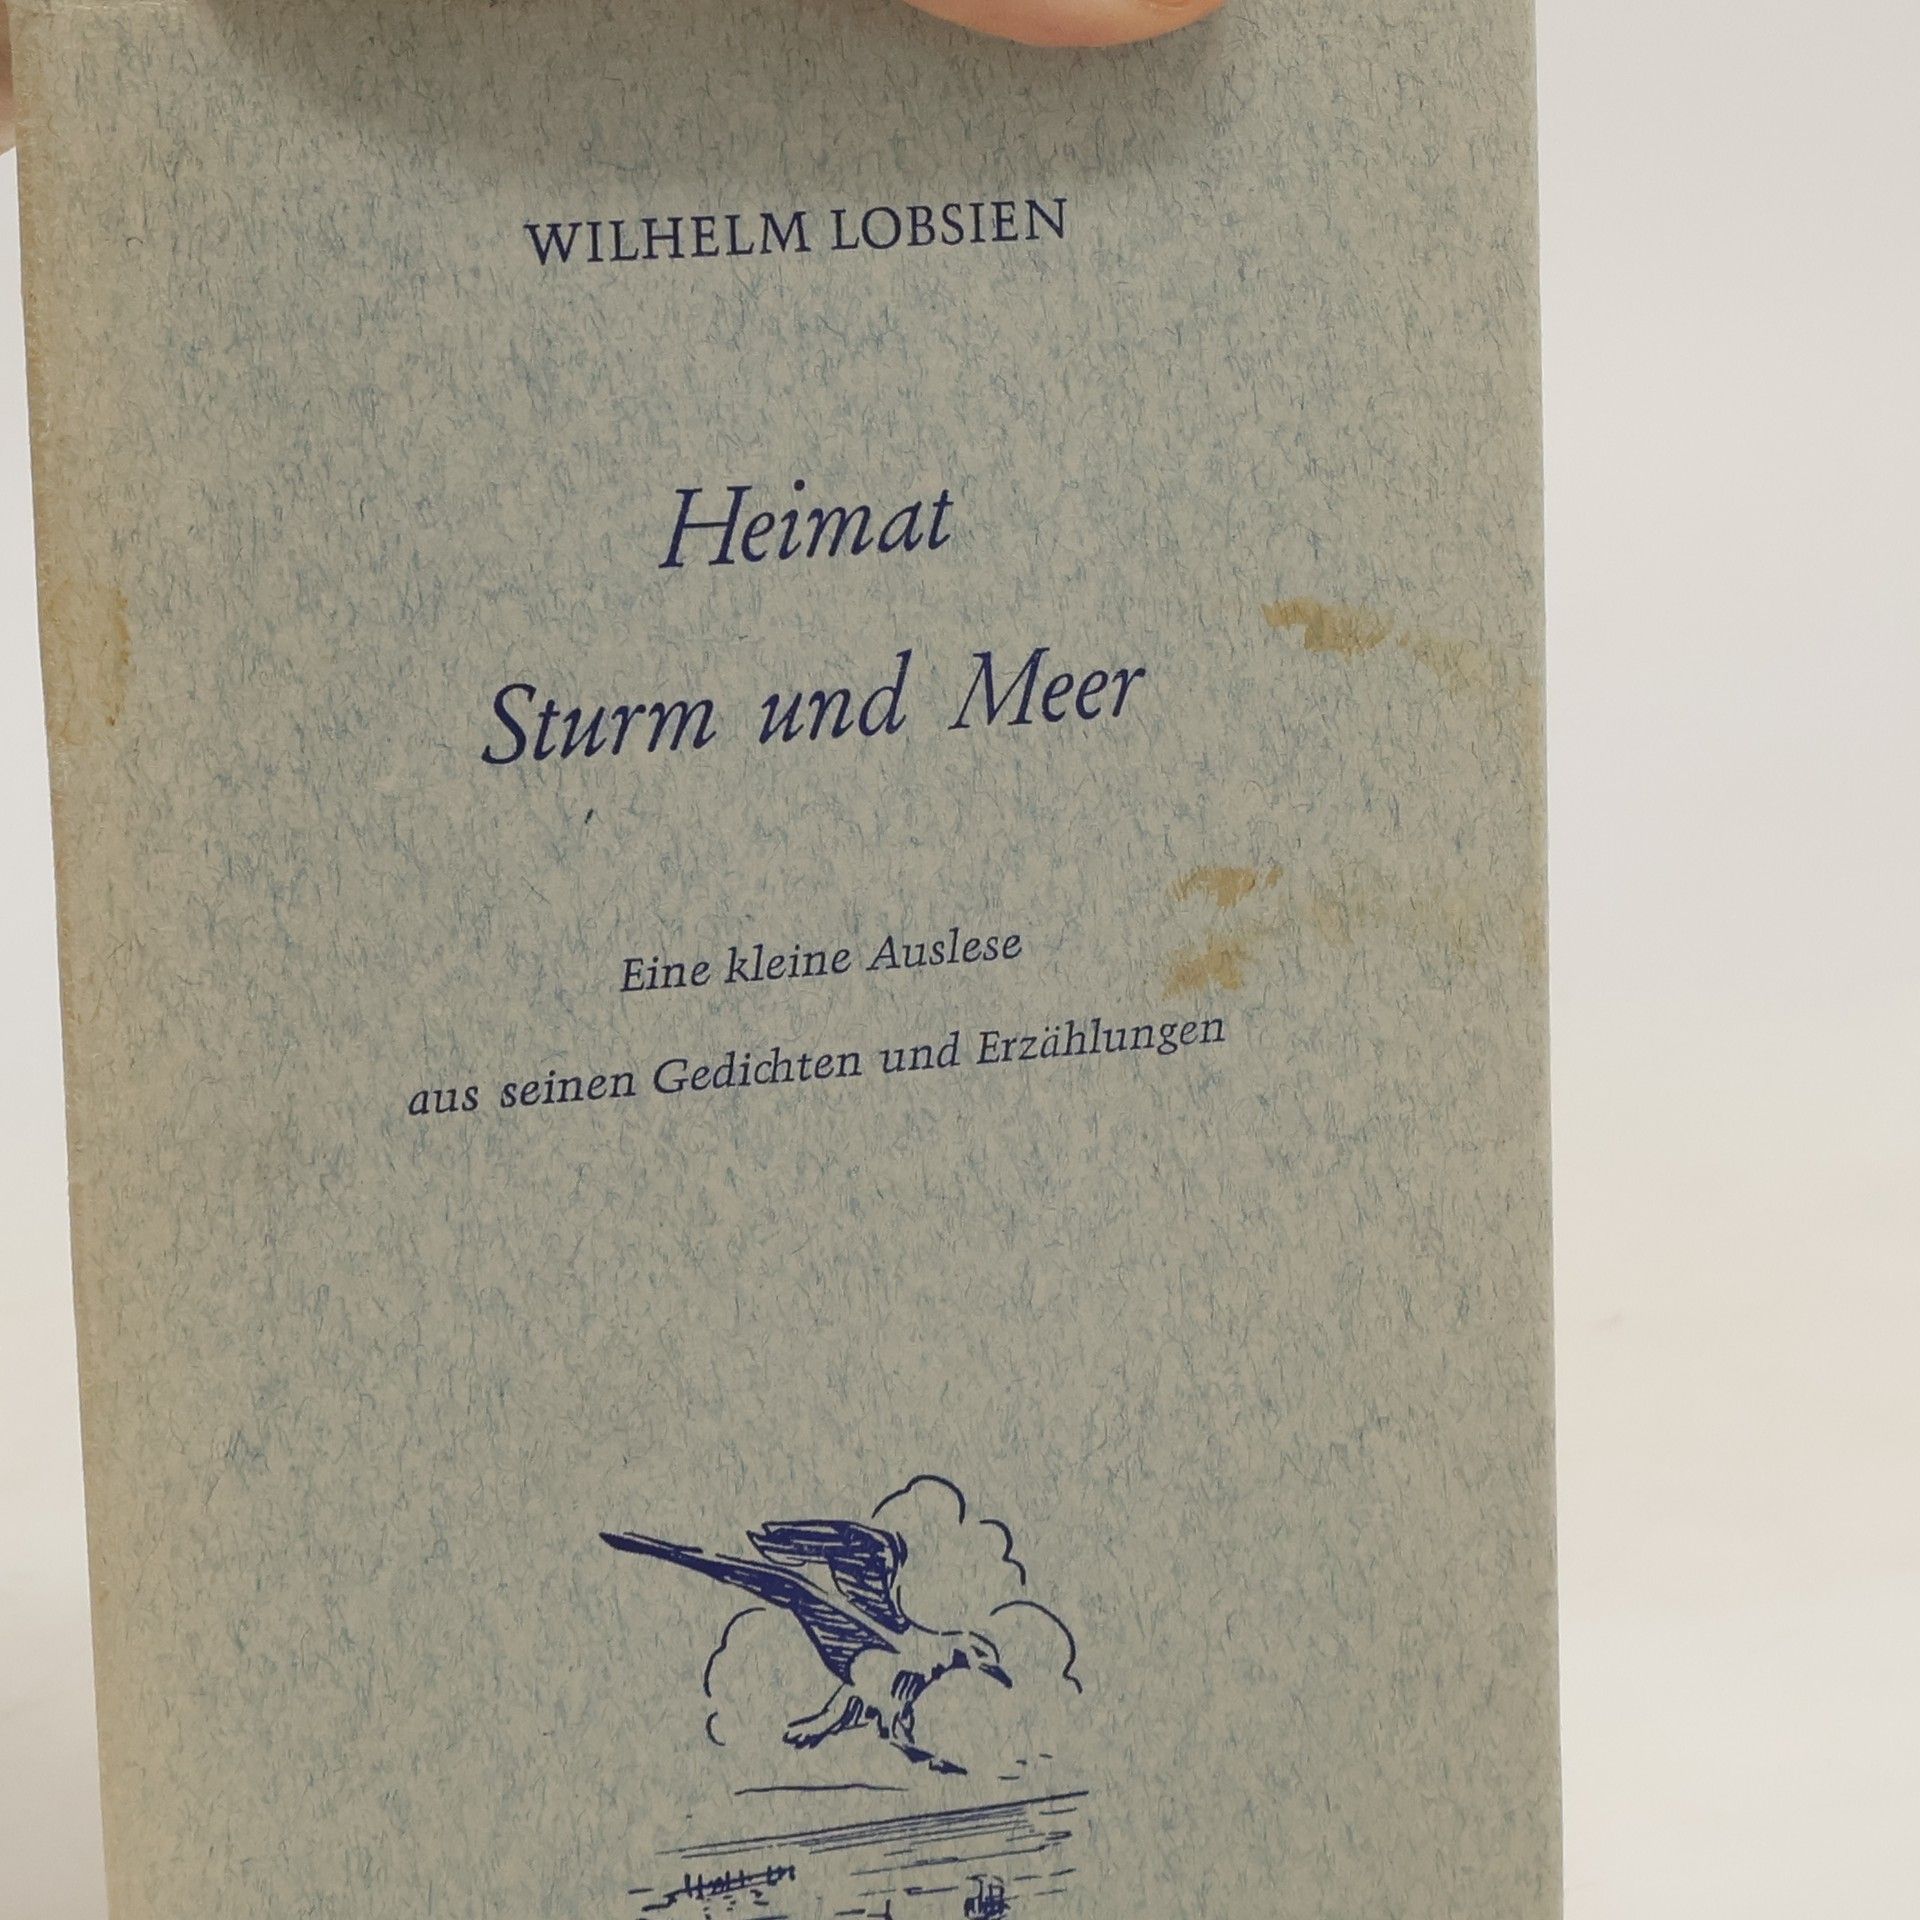 WILHELM LOBSIEN
Heimat
Sturm und Meer
Eine kleine Auslese
aus seinen Gedichten und Erzählungen